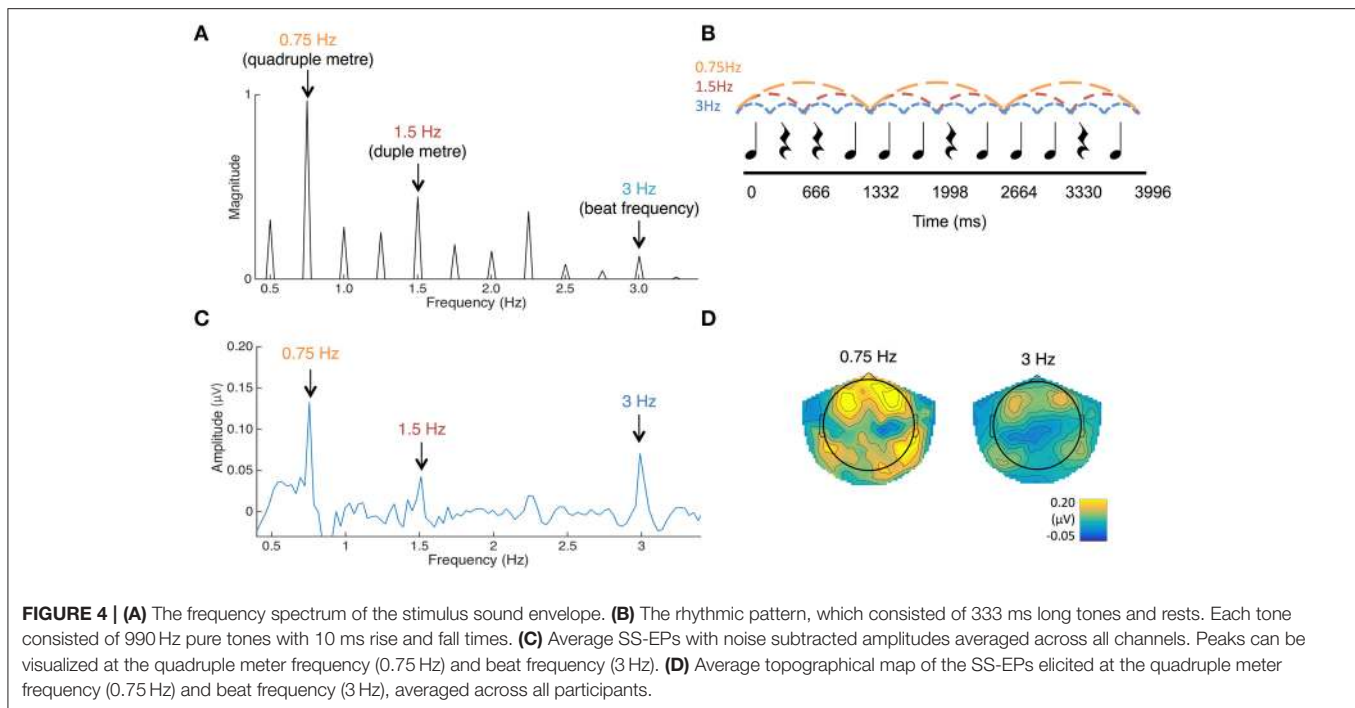 A
0.75 Hz
(quadruple metre)
1
1.5 Hz
(duple metre)
3 Hz
(beat frequency)
Magnitude
0
0.5 1.0 1.5 2.0 2.5 3.0
Frequency (Hz)
B
0.75Hz
1.5Hz
3Hz
0 666 1332 1998 2664 3330 3996
Time (ms)
C
0.20
0.75 Hz
0.15
3 Hz
0.10
1.5 Hz
Amplitude (µV)
0.05
0
0.5 1 1.5 2 2.5 3
Frequency (Hz)
D
0.75 Hz 3 Hz
0.20
(µV)
-0.05
FIGURE 4 | (A) The frequency spectrum of the stimulus sound envelope. (B) The rhythmic pattern, which consisted of 333 ms long tones and rests. Each tone
consisted of 990 Hz pure tones with 10 ms rise and fall times. (C) Average SS-EPs with noise subtracted amplitudes averaged across all channels. Peaks can be
visualized at the quadruple meter frequency (0.75 Hz) and beat frequency (3 Hz). (D) Average topographical map of the SS-EPs elicited at the quadruple meter
frequency (0.75 Hz) and beat frequency (3 Hz), averaged across all participants.